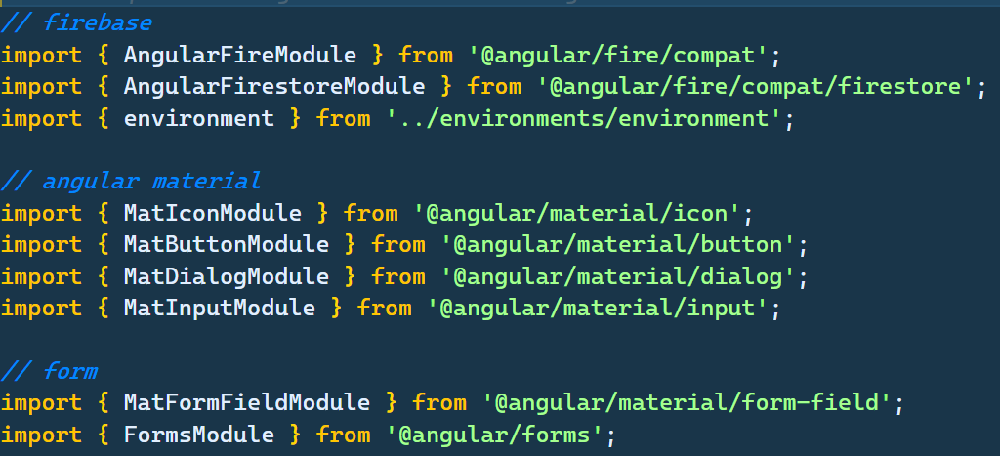 // firebase
import { AngularFireModule } from '@angular/fire/compat';
import { AngularFirestoreModule } from '@angular/fire/compat/firestore';
import { environment } from '../environments/environment';
// angular material
import { MatIconModule } from '@angular/material/icon';
import { MatButtonModule } from '@angular/material/button';
import { MatDialogModule } from '@angular/material/dialog';
import { MatInputModule } from '@angular/material/input';
// form
import { MatFormFieldModule } from '@angular/material/form-field';
import { FormsModule } from '@angular/forms';